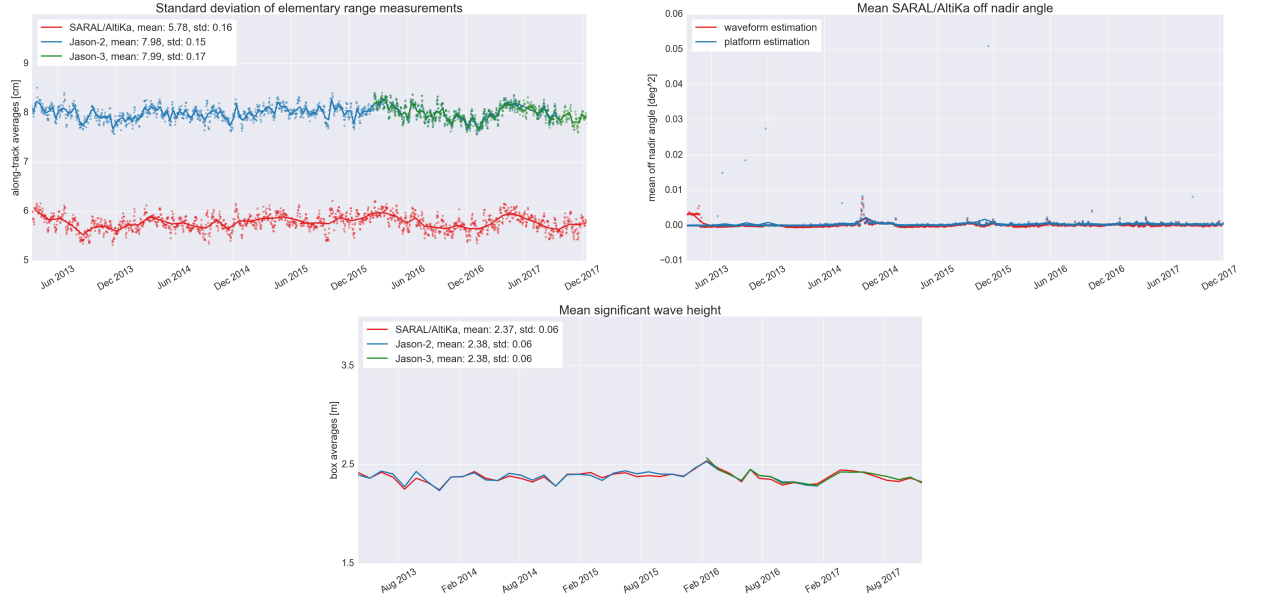 Standard deviation of elementary range measurements
SARAL/AltiKa, mean: 5.78, std: 0.16
Jason-2, mean: 7.98, std: 0.15
Jason-3, mean: 7.99, std: 0.17
along-track averages [cm]
9
8
7
6
5
Jun 2013
Dec 2013
Jun 2014
Dec 2014
Jun 2015
Dec 2015
Jun 2016
Dec 2016
Jun 2017
Dec 2017
Mean SARAL/AltiKa off nadir angle
waveform estimation
platform estimation
mean off nadir angle [deg^2]
0.06
0.05
0.04
0.03
0.02
0.01
0.00
−0.01
Jun 2013
Dec 2013
Jun 2014
Dec 2014
Jun 2015
Dec 2015
Jun 2016
Dec 2016
Jun 2017
Dec 2017
Mean significant wave height
SARAL/AltiKa, mean: 2.37, std: 0.06
Jason-2, mean: 2.38, std: 0.06
Jason-3, mean: 2.38, std: 0.06
box averages [m]
3.5
2.5
1.5
Aug 2013
Feb 2014
Aug 2014
Feb 2015
Aug 2015
Feb 2016
Aug 2016
Feb 2017
Aug 2017